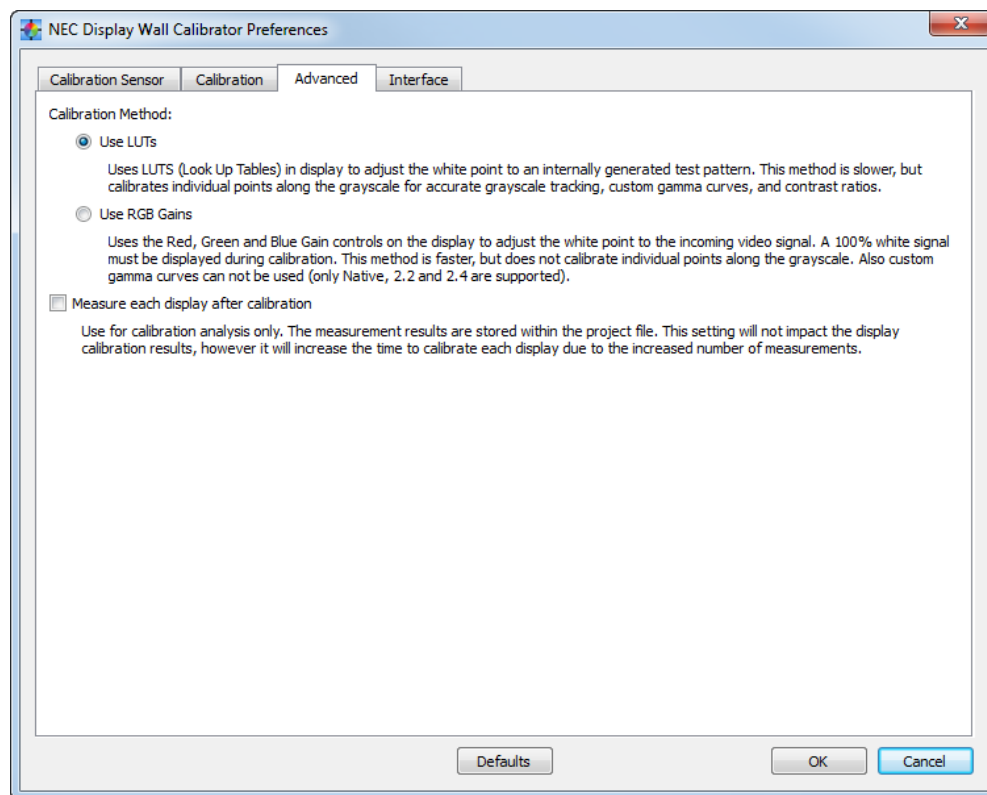 NEC Display Wall Calibrator Preferences
Calibration Sensor Calibration Advanced Interface
Calibration Method:
Use LUTs
Uses LUTS (Look Up Tables) in display to adjust the white point to an internally generated test pattern. This method is slower, but
calibrates individual points along the grayscale for accurate grayscale tracking, custom gamma curves, and contrast ratios.
Use RGB Gains
Uses the Red, Green and Blue Gain controls on the display to adjust the white point to the incoming video signal. A 100% white signal
must be displayed during calibration. This method is faster, but does not calibrate individual points along the grayscale. Also custom
gamma curves can not be used (only Native, 2.2 and 2.4 are supported).
Measure each display after calibration
Use for calibration analysis only. The measurement results are stored within the project file. This setting will not impact the display
calibration results, however it will increase the time to calibrate each display due to the increased number of measurements.
Defaults OK Cancel